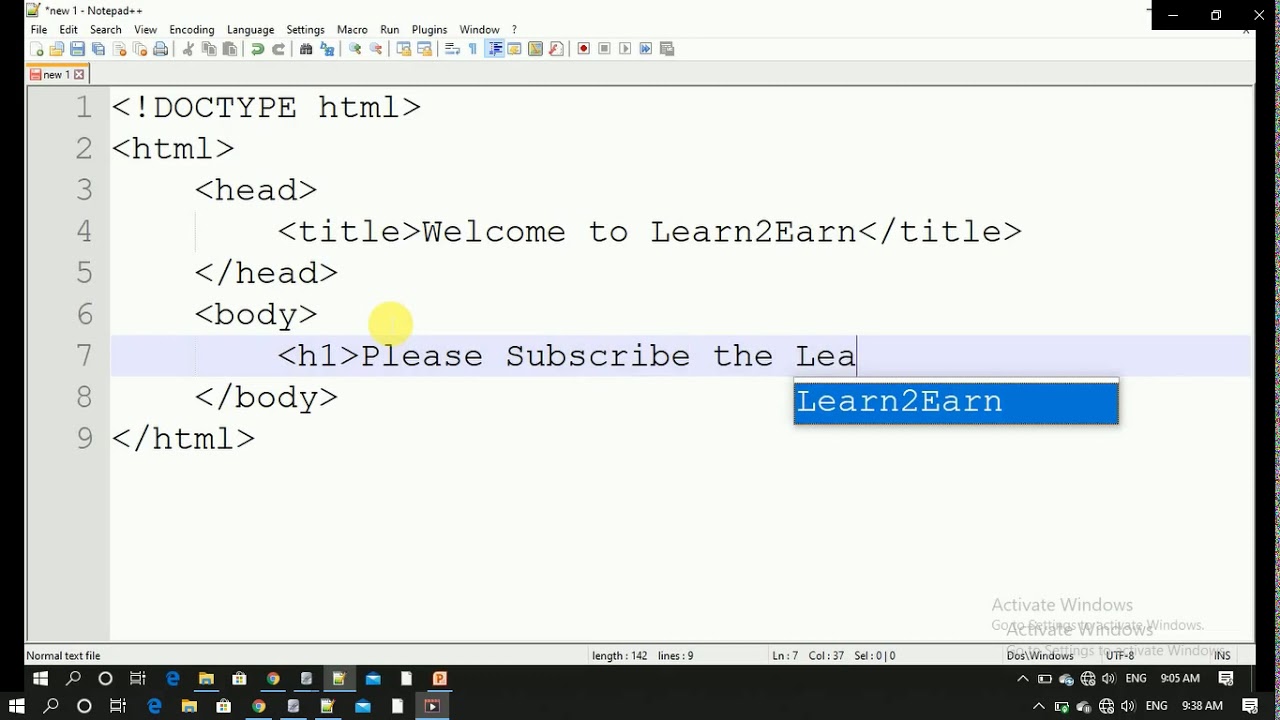 *new 1 - Notepad++
File Edit Search View Encoding Language Settings Macro Run Plugins Window ?
new 1
1 <!DOCTYPE html>
2 <html>
3 <head>
4 <title>Welcome to Learn2Earn</title>
5 </head>
6 <body>
7 <h1>Please Subscribe the Lea
Learn2Earn
8 </body>
9 </html>
Activate Windows
Go to Settings to activate Windows.
Activate Windows
Go to Settings to activate Windows.
Normal text file length : 142 lines : 9 Ln : 7 Col : 37 Sel : 0 | 0 Dos\Windows UTF-8 INS
ENG 9:05 AM
ENG 9:38 AM